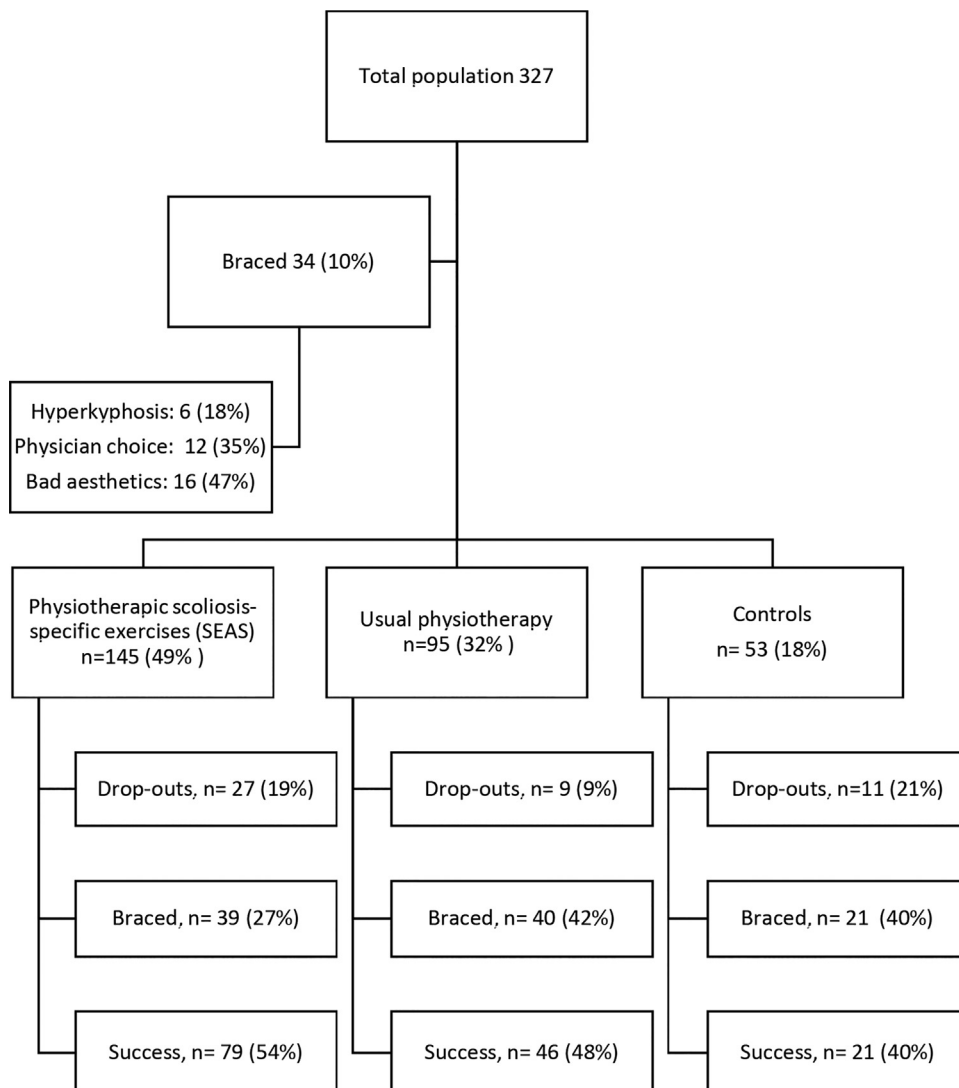 Total population 327
Braced 34 (10%)
Hyperkyphosis: 6 (18%)
Physician choice: 12 (35%)
Bad aesthetics: 16 (47%)
Physiotherapic scoliosis-
specific exercises (SEAS)
n=145 (49% )
Usual physiotherapy
n=95 (32% )
Controls
n= 53 (18%)
Drop-outs, n= 27 (19%)
Drop-outs, n= 9 (9%)
Drop-outs, n=11 (21%)
Braced, n= 39 (27%)
Braced, n= 40 (42%)
Braced, n= 21 (40%)
Success, n= 79 (54%)
Success, n= 46 (48%)
Success, n= 21 (40%)